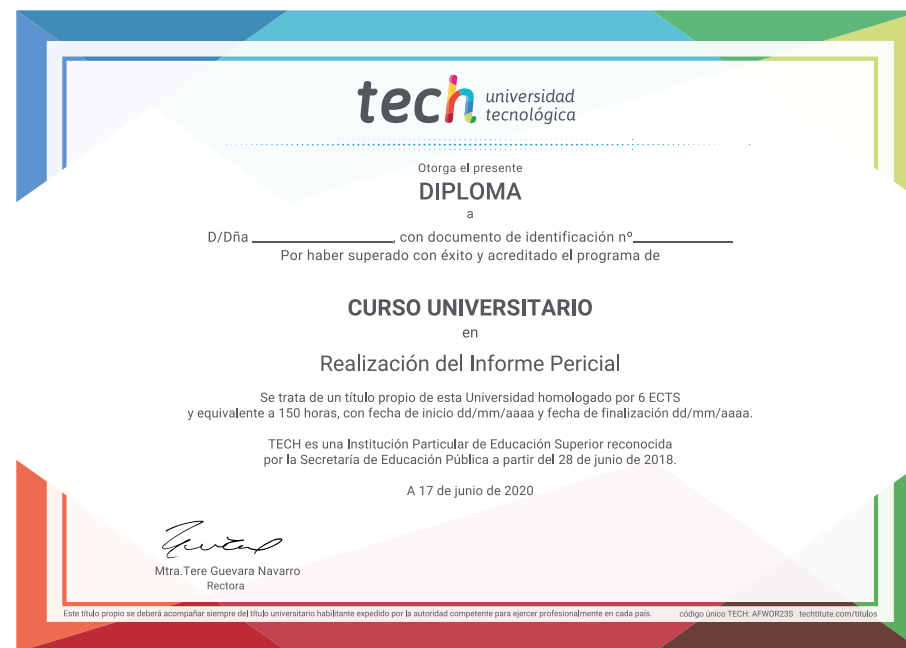 tech universidad
tecnológica
Otorga el presente
DIPLOMA
a
D/Dña ____________________, con documento de identificación nº______________
Por haber superado con éxito y acreditado el programa de
CURSO UNIVERSITARIO
en
Realización del Informe Pericial
Se trata de un título propio de esta Universidad homologado por 6 ECTS
y equivalente a 150 horas, con fecha de inicio dd/mm/aaaa y fecha de finalización dd/mm/aaaa.
TECH es una Institución Particular de Educación Superior reconocida
por la Secretaría de Educación Pública a partir del 28 de junio de 2018.
A 17 de junio de 2020
Mtra.Tere Guevara Navarro
Rectora
Este título propio se deberá acompañar siempre del título universitario habilitante expedido por la autoridad competente para ejercer profesionalmente en cada país. código único TECH: AFWOR23S techtitute.com/titulos